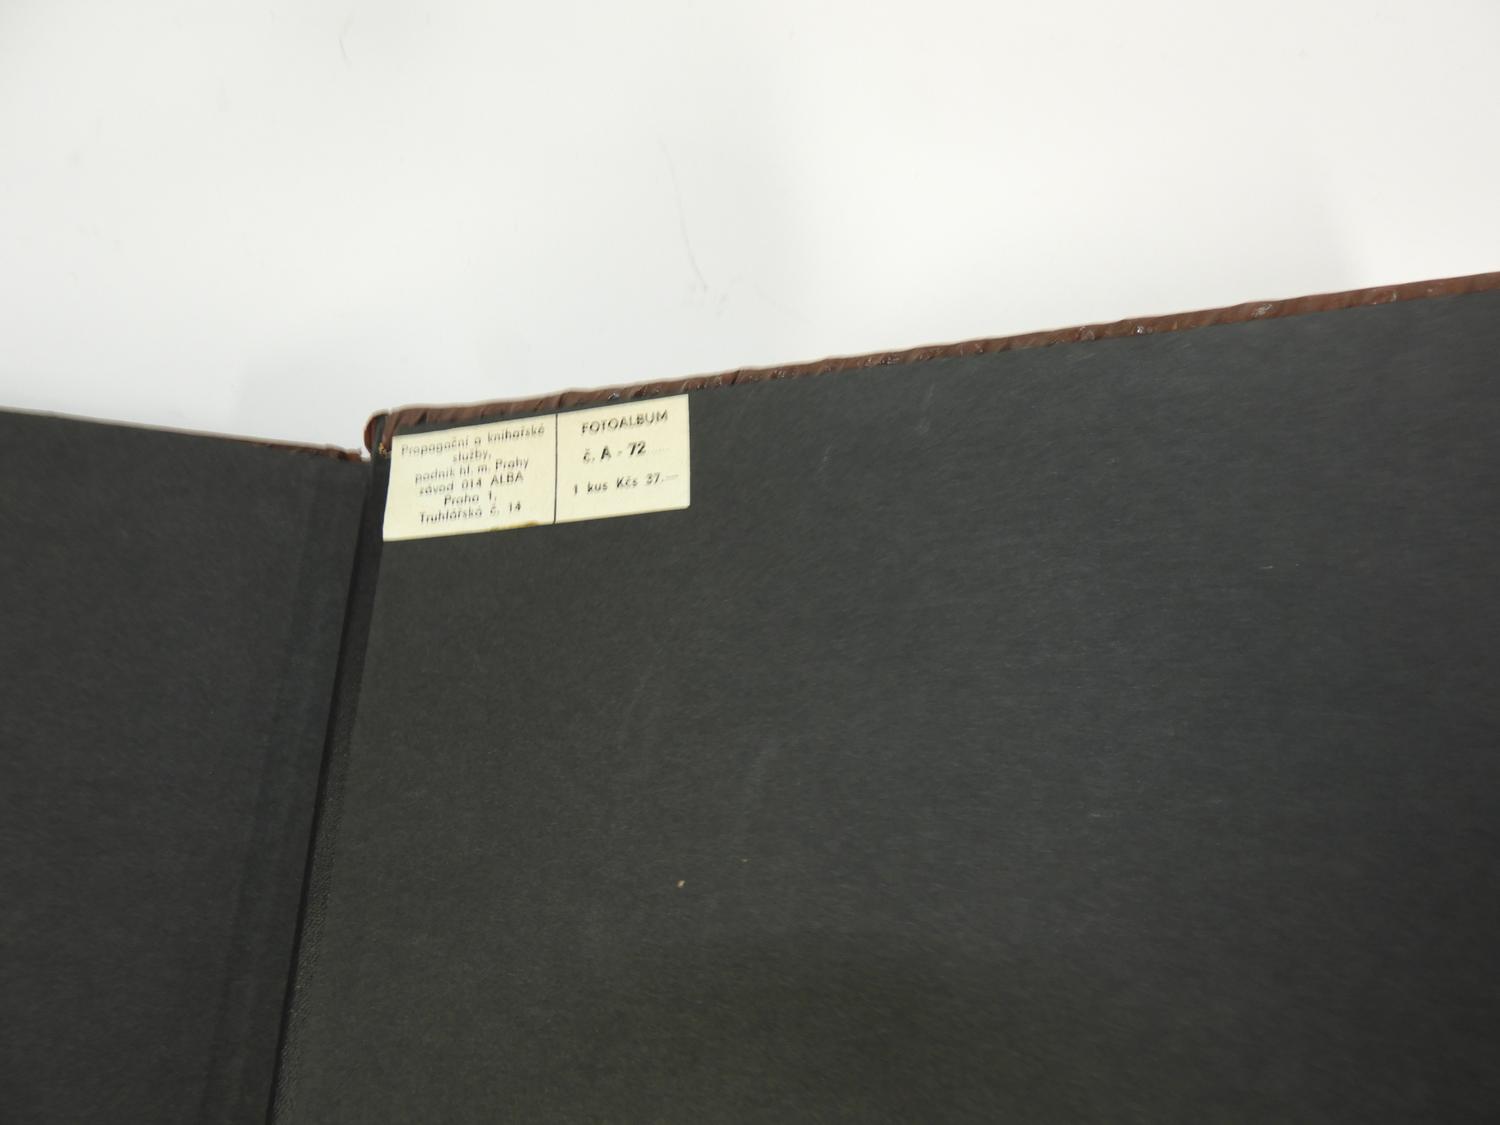 Propagační a knihařské
služby,
podnik hl. m. Prahy
závod 014 ALBA
Praha 1,
Truhlářská č. 14
FOTOALBUM
č. A - 72
1 kus Kčs 37.—